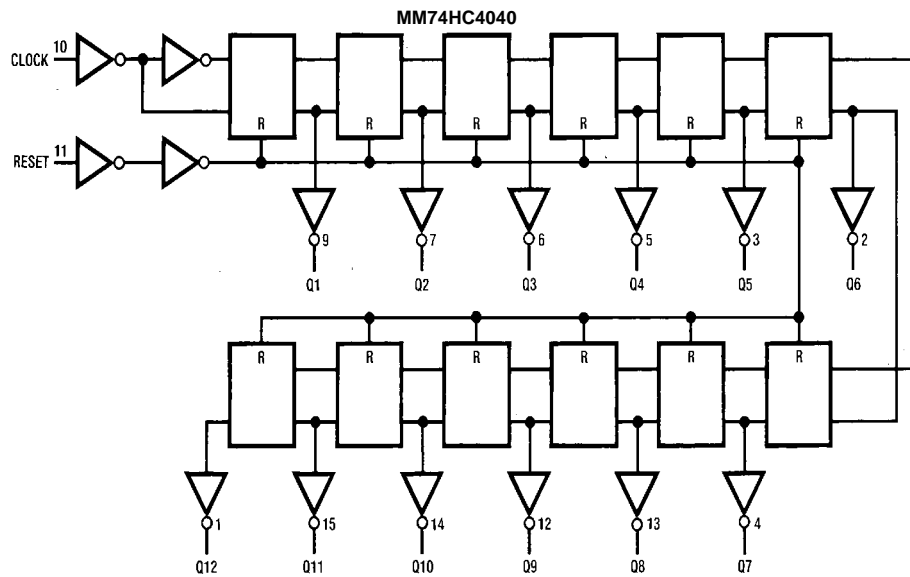 MM74HC4040
10
CLOCK
R R R R R R
11
RESET
9 7 6 5 3 2
Q1 Q2 Q3 Q4 Q5 Q6
R R R R R R
1 15 14 12 13 4
Q12 Q11 Q10 Q9 Q8 Q7